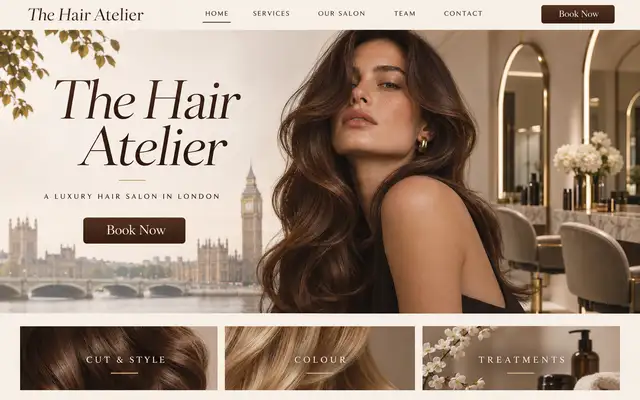 The Hair Atelier
HOME
SERVICES
OUR SALON
TEAM
CONTACT
Book Now
The Hair
Atelier
A LUXURY HAIR SALON IN LONDON
Book Now
CUT & STYLE
COLOUR
TREATMENTS